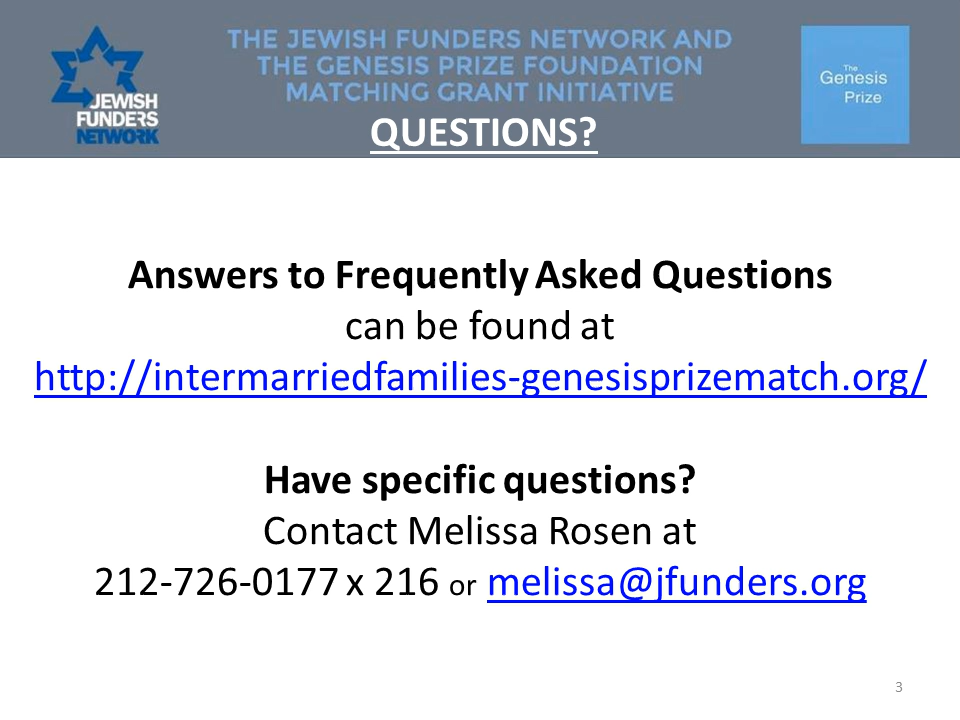 JEWISH
FUNDERS
NETWORK
THE JEWISH FUNDERS NETWORK AND
THE GENESIS PRIZE FOUNDATION
MATCHING GRANT INITIATIVE
The
Genesis
Prize
QUESTIONS?
Answers to Frequently Asked Questions
can be found at
http://intermarriedfamilies-genesisprizematch.org/
Have specific questions?
Contact Melissa Rosen at
212-726-0177 x 216 or melissa@jfunders.org
3